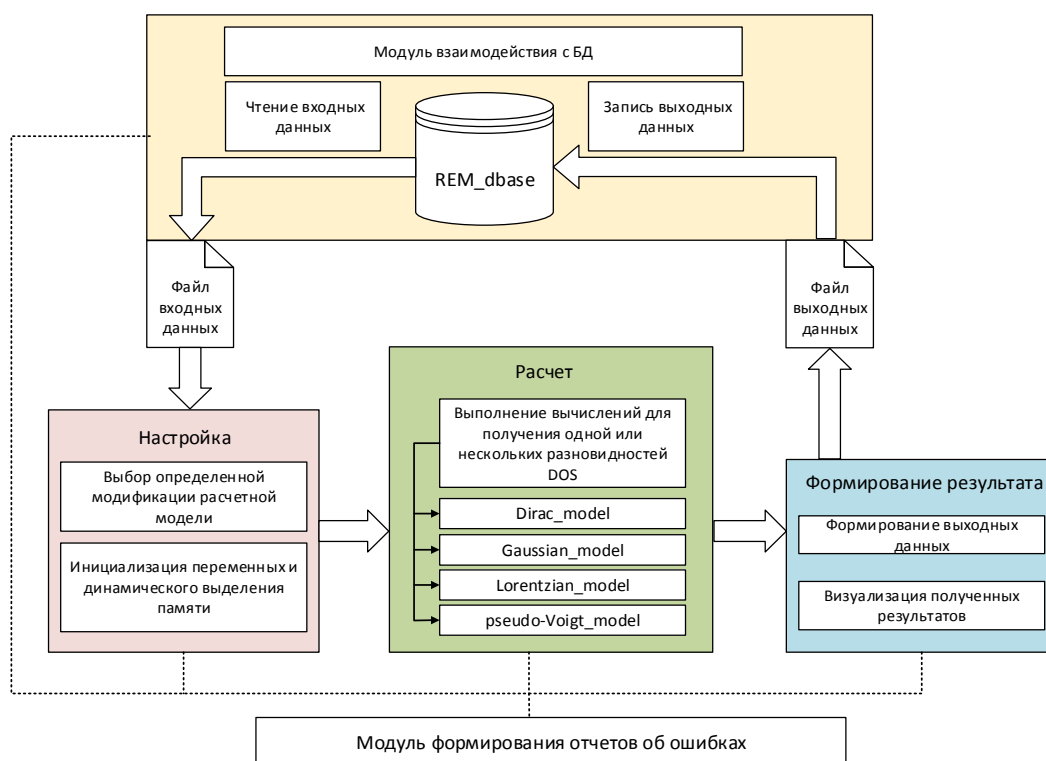 Модуль взаимодействия с БД
Чтение входных
данных
Запись выходных
данных
REM_dbase
Файл
входных
данных
Файл
выходных
данных
Настройка
Выбор определенной
модификации расчетной
модели
Инициализация переменных и
динамического выделения
памяти
Расчет
Выполнение вычислений для
получения одной или
нескольких разновидностей
DOS
Dirac_model
Gaussian_model
Lorentzian_model
pseudo-Voigt_model
Формирование результата
Формирование выходных
данных
Визуализация полученных
результатов
Модуль формирования отчетов об ошибках